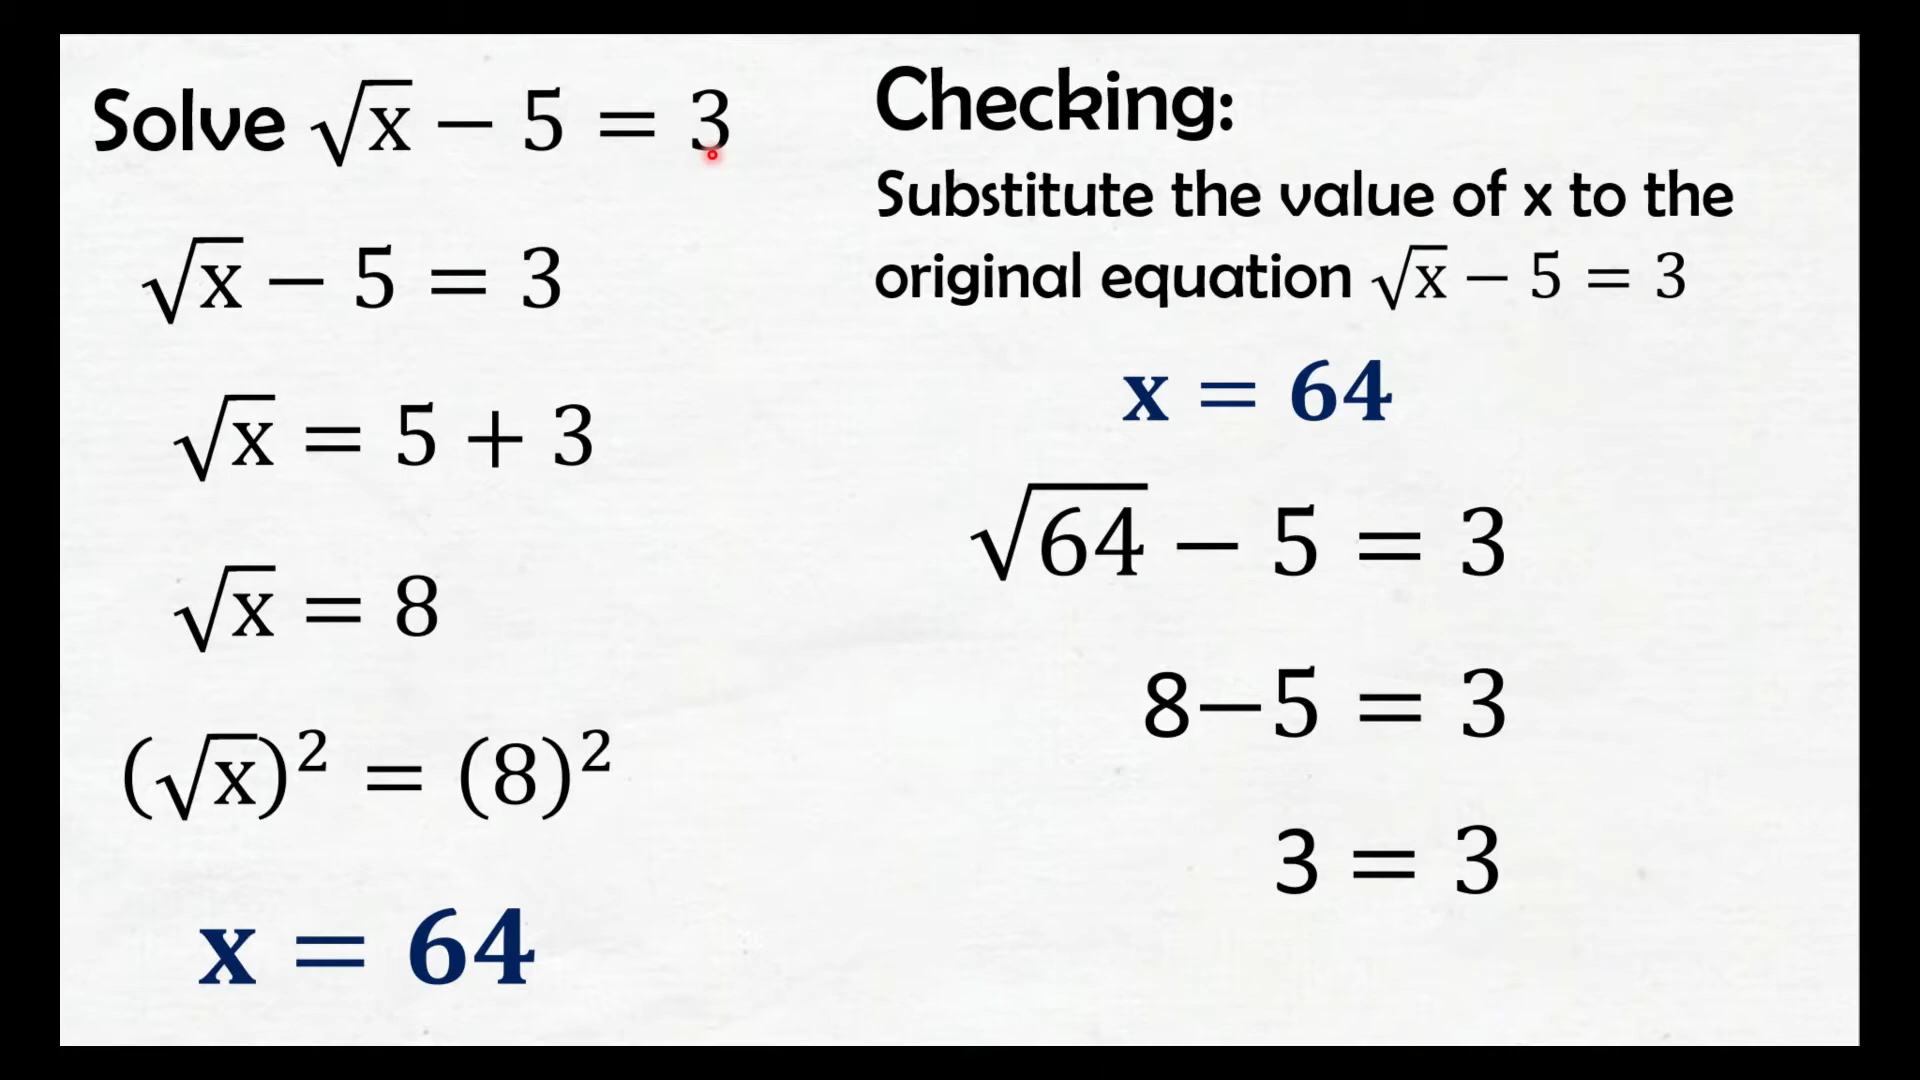 Solve √x − 5 = 3
√x − 5 = 3
√x = 5 + 3
√x = 8
(√x)² = (8)²
x = 64
Checking:
Substitute the value of x to the
original equation √x − 5 = 3
x = 64
√64 − 5 = 3
8−5 = 3
3 = 3